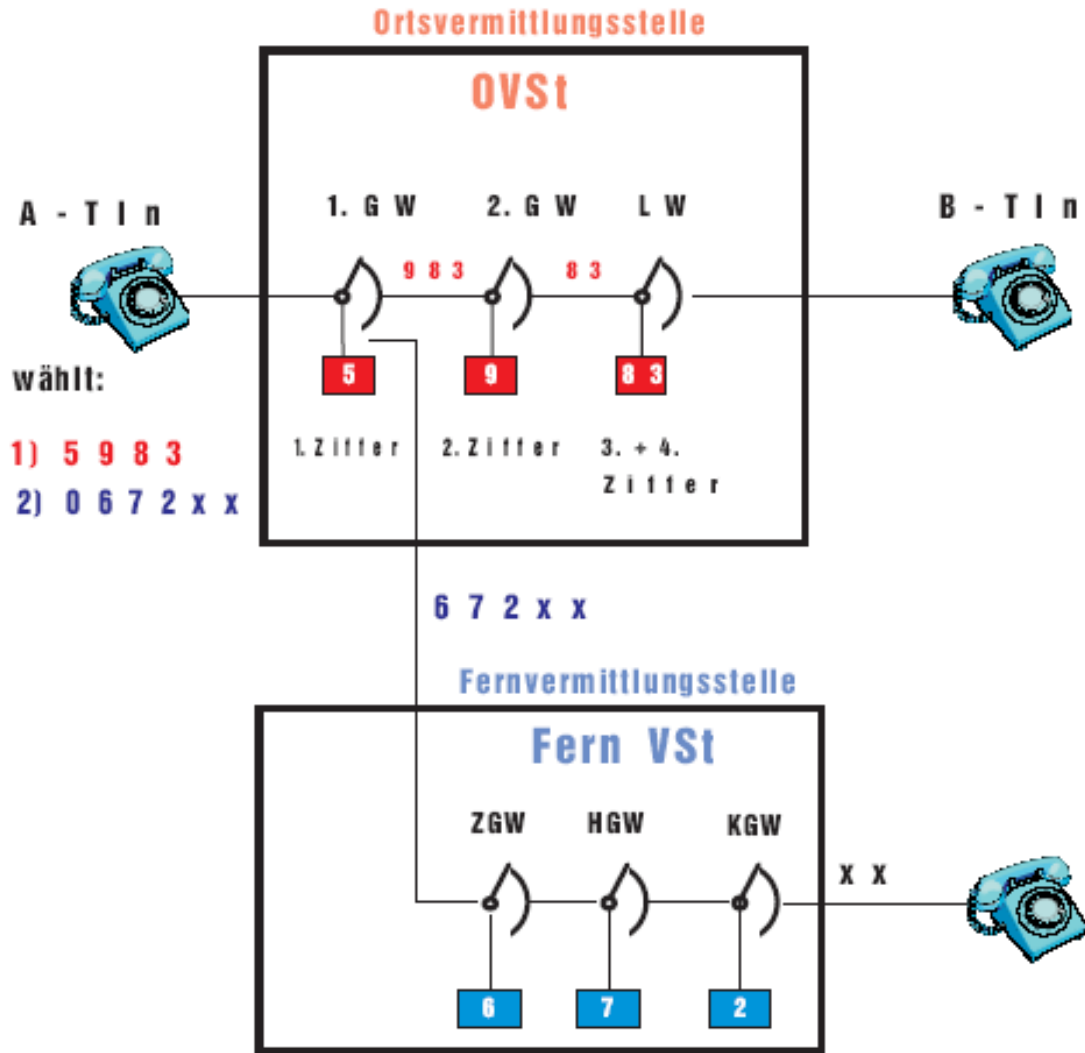 Ortsvermittlungsstelle
OVSt
A - Tln
1. G W
2. G W
L W
B - Tln
9 8 3
8 3
5
9
8 3
wählt:
1) 5 9 8 3
2) 0 6 7 2 x x
1. Ziffer
2. Ziffer
3. + 4.
Ziffer
6 7 2 x x
Fernvermittlungsstelle
Fern VSt
ZGW
HGW
KGW
x x
6
7
2